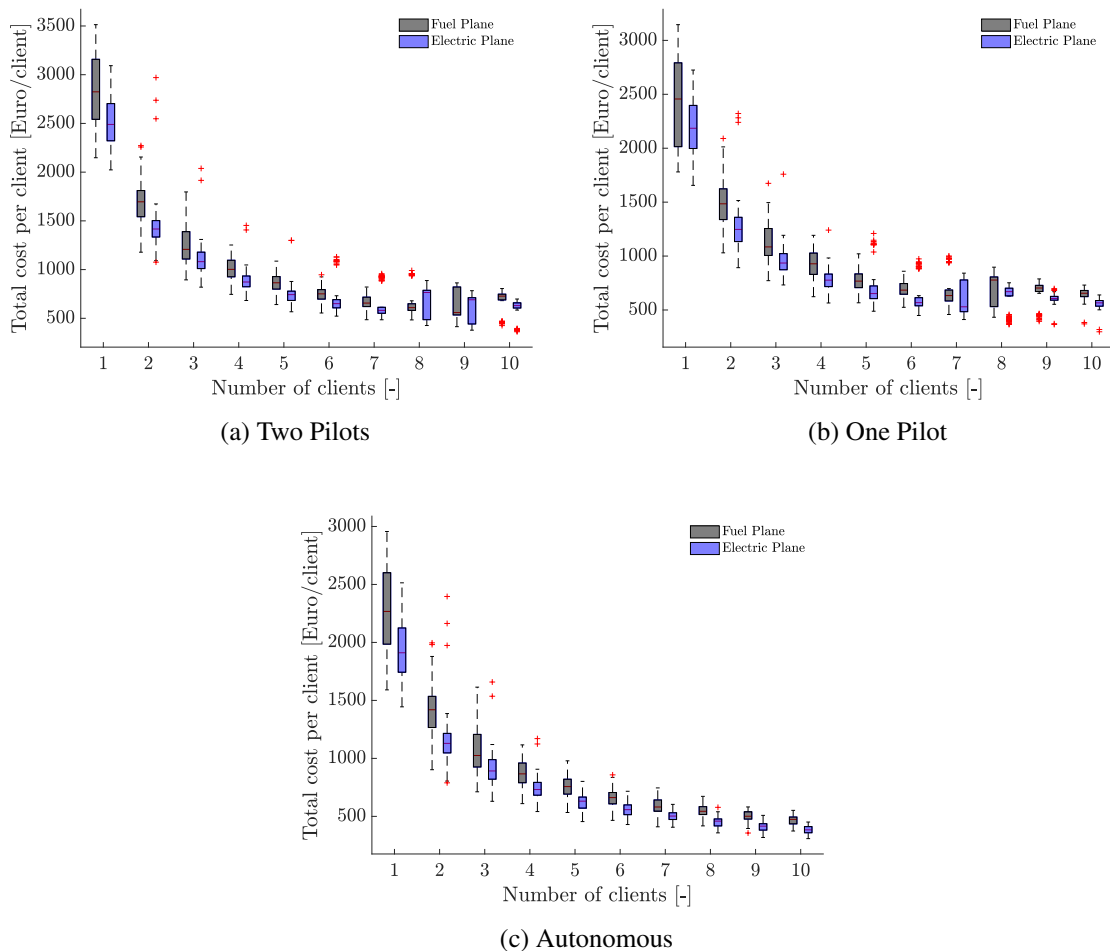 Total cost per client [Euro/client]
3500
3000
2500
2000
1500
1000
500
Fuel Plane
Electric Plane
1 2 3 4 5 6 7 8 9 10
Number of clients [-]
(a) Two Pilots
Total cost per client [Euro/client]
3000
2500
2000
1500
1000
500
Fuel Plane
Electric Plane
1 2 3 4 5 6 7 8 9 10
Number of clients [-]
(b) One Pilot
Total cost per client [Euro/client]
3000
2500
2000
1500
1000
500
Fuel Plane
Electric Plane
1 2 3 4 5 6 7 8 9 10
Number of clients [-]
(c) Autonomous